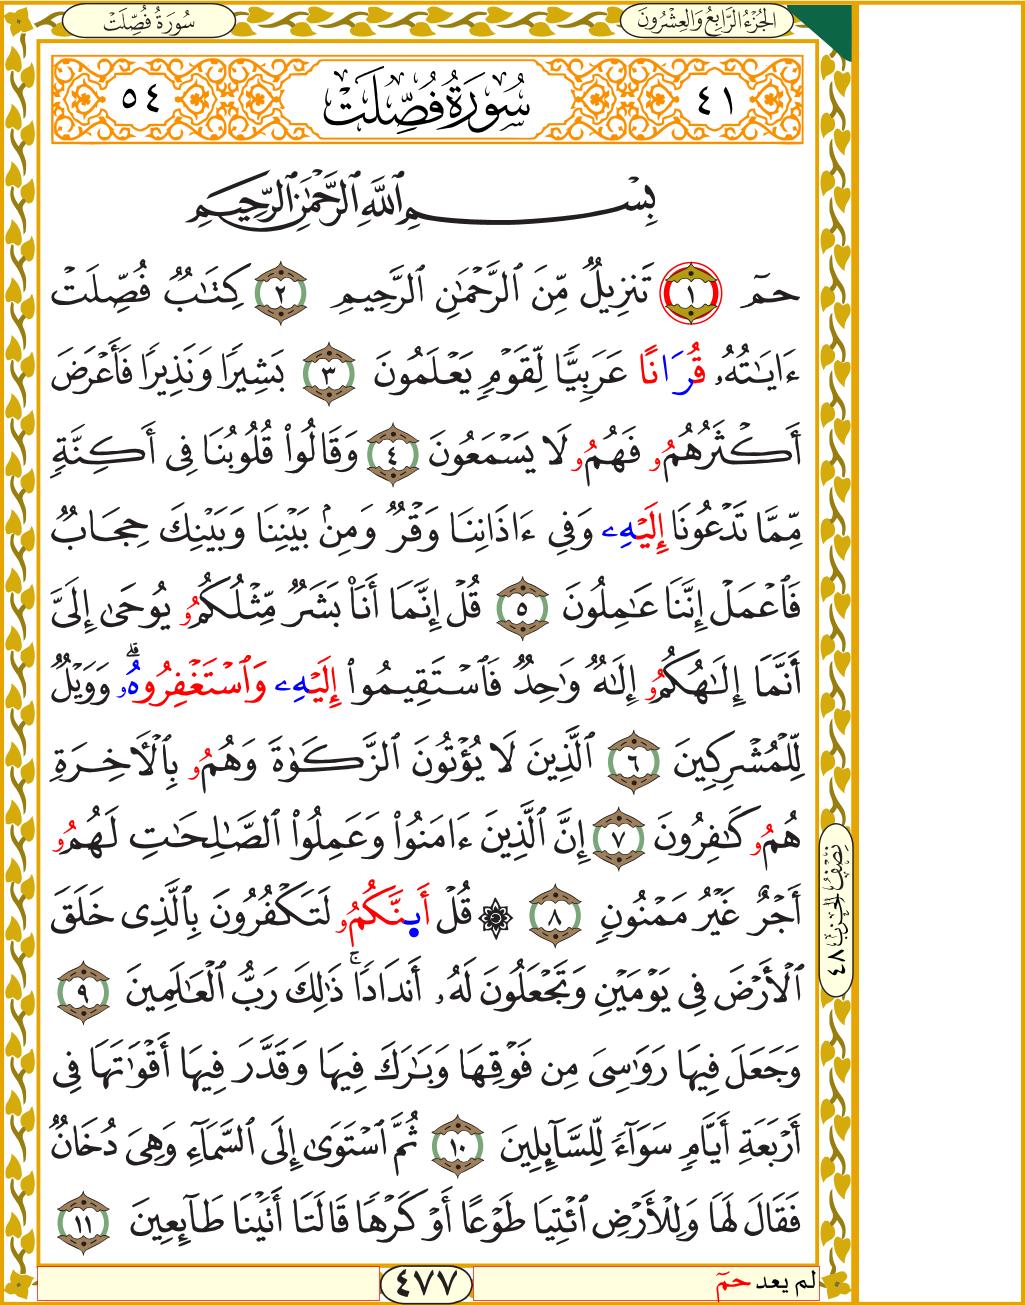 الجُزْءُ الرَّابِعُ وَالعِشْرُونَ
سُورَةُ فُصِّلَتْ
٤١
سُورَةُ فُصِّلَتْ
٥٤
بِسْمِ ٱللَّهِ ٱلرَّحْمَٰنِ ٱلرَّحِيمِ
حمٓ ١ تَنزِيلٌ مِّنَ ٱلرَّحْمَٰنِ ٱلرَّحِيمِ ٢ كِتَٰبٌ فُصِّلَتْ
ءَايَٰتُهُۥ قُرَانًا عَرَبِيًّا لِّقَوْمٍ يَعْلَمُونَ ٣ بَشِيرًا وَنَذِيرًا فَأَعْرَضَ
أَكْثَرُهُمُۥ فَهُمُۥ لَا يَسْمَعُونَ ٤ وَقَالُوا۟ قُلُوبُنَا فِى أَكِنَّةٍ
مِّمَّا تَدْعُونَا إِلَيْهِۦ وَفِى ءَاذَانِنَا وَقْرٌ وَمِنۢ بَيْنِنَا وَبَيْنِكَ حِجَابٌ
فَٱعْمَلْ إِنَّنَا عَٰمِلُونَ ٥ قُلْ إِنَّمَا أَنَا۠ بَشَرٌ مِّثْلُكُمُۥ يُوحَىٰ إِلَىَّ
أَنَّمَا إِلَٰهُكُمُۥ إِلَٰهٌ وَٰحِدٌ فَٱسْتَقِيمُوا۟ إِلَيْهِۦ وَٱسْتَغْفِرُوهُۥۗ وَوَيْلٌ
لِّلْمُشْرِكِينَ ٦ ٱلَّذِينَ لَا يُؤْتُونَ ٱلزَّكَوٰةَ وَهُمُۥ بِٱلْأَخِرَةِ
هُمُۥ كَٰفِرُونَ ٧ إِنَّ ٱلَّذِينَ ءَامَنُوا۟ وَعَمِلُوا۟ ٱلصَّٰلِحَٰتِ لَهُمُۥ
أَجْرٌ غَيْرُ مَمْنُونٍ ٨ ۞ قُلْ أَىِٕنَّكُمُۥ لَتَكْفُرُونَ بِٱلَّذِى خَلَقَ
ٱلْأَرْضَ فِى يَوْمَيْنِ وَتَجْعَلُونَ لَهُۥ أَندَادًاۚ ذَٰلِكَ رَبُّ ٱلْعَٰلَمِينَ ٩
وَجَعَلَ فِيهَا رَوَٰسِىَ مِن فَوْقِهَا وَبَٰرَكَ فِيهَا وَقَدَّرَ فِيهَا أَقْوَٰتَهَا فِى
أَرْبَعَةِ أَيَّامٍ سَوَآءً لِّلسَّآئِلِينَ ١٠ ثُمَّ ٱسْتَوَىٰ إِلَى ٱلسَّمَآءِ وَهِىَ دُخَانٌ
فَقَالَ لَهَا وَلِلْأَرْضِ ٱئْتِيَا طَوْعًا أَوْ كَرْهًا قَالَتَا أَتَيْنَا طَآئِعِينَ ١١
نِصْفُ الحِزْبِ ٤٨
لم يعد حمٓ
٤٧٧